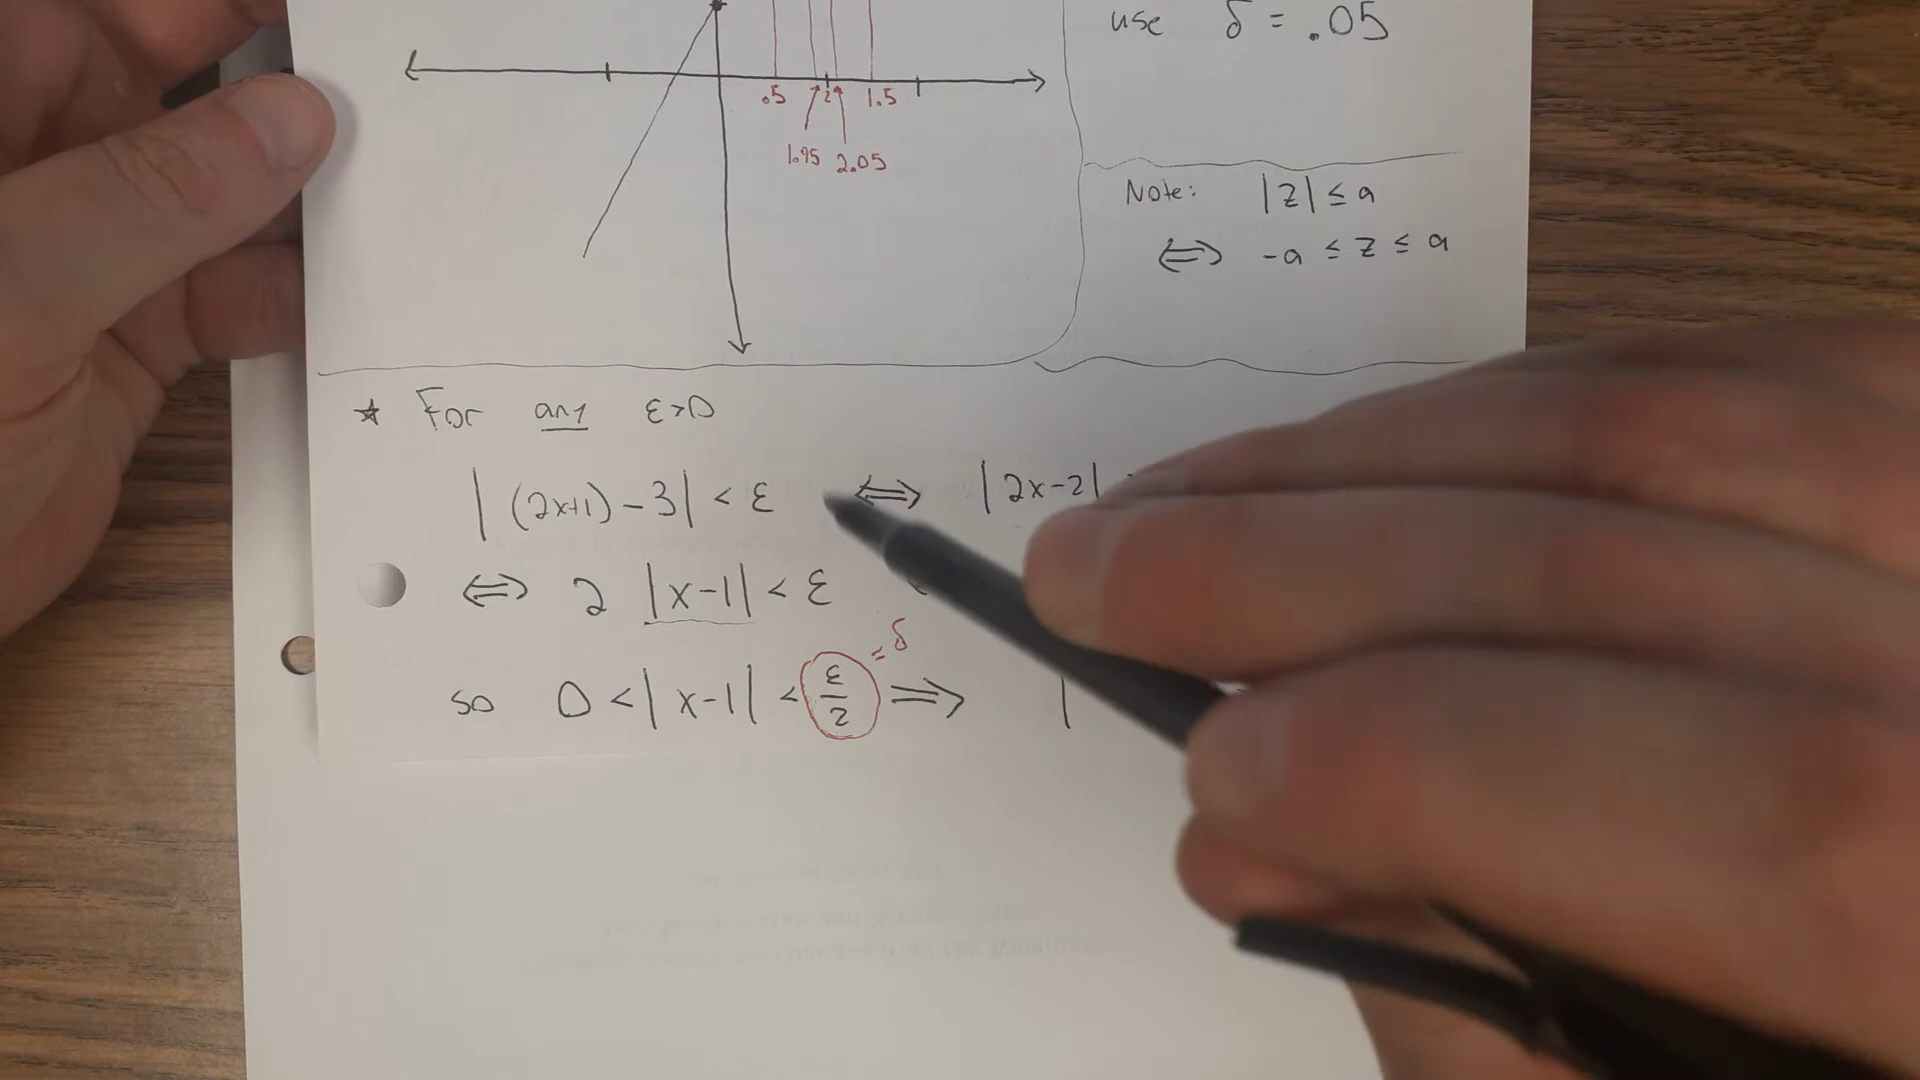 use δ = .05
.5 2 1.5
1.95 2.05
Note: |z| ≤ a
⟺ -a ≤ z ≤ a
★ For any ε>0
|(2x+1) - 3| < ε ⟺ |2x-2|
⟺ 2 |x-1| < ε
so 0 < |x-1| < ε/2 = δ ⟹ |